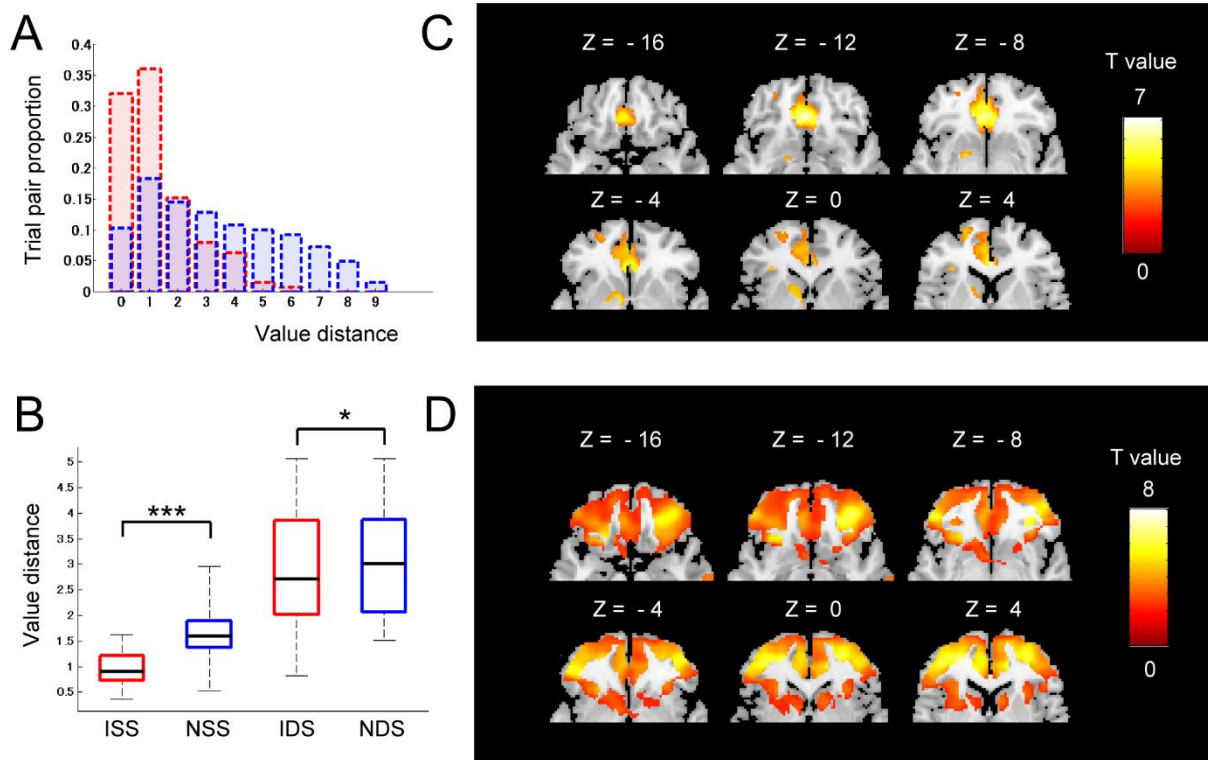 A
0.4
0.35
0.3
0.25
0.2
0.15
0.1
0.05
0
Trial pair proportion
0 1 2 3 4 5 6 7 8 9
Value distance
B
***
*
5
4.5
4
3.5
3
2.5
2
1.5
1
0.5
Value distance
ISS NSS IDS NDS
C
Z = - 16 Z = - 12 Z = - 8
Z = - 4 Z = 0 Z = 4
T value
7
0
D
Z = - 16 Z = - 12 Z = - 8
Z = - 4 Z = 0 Z = 4
T value
8
0